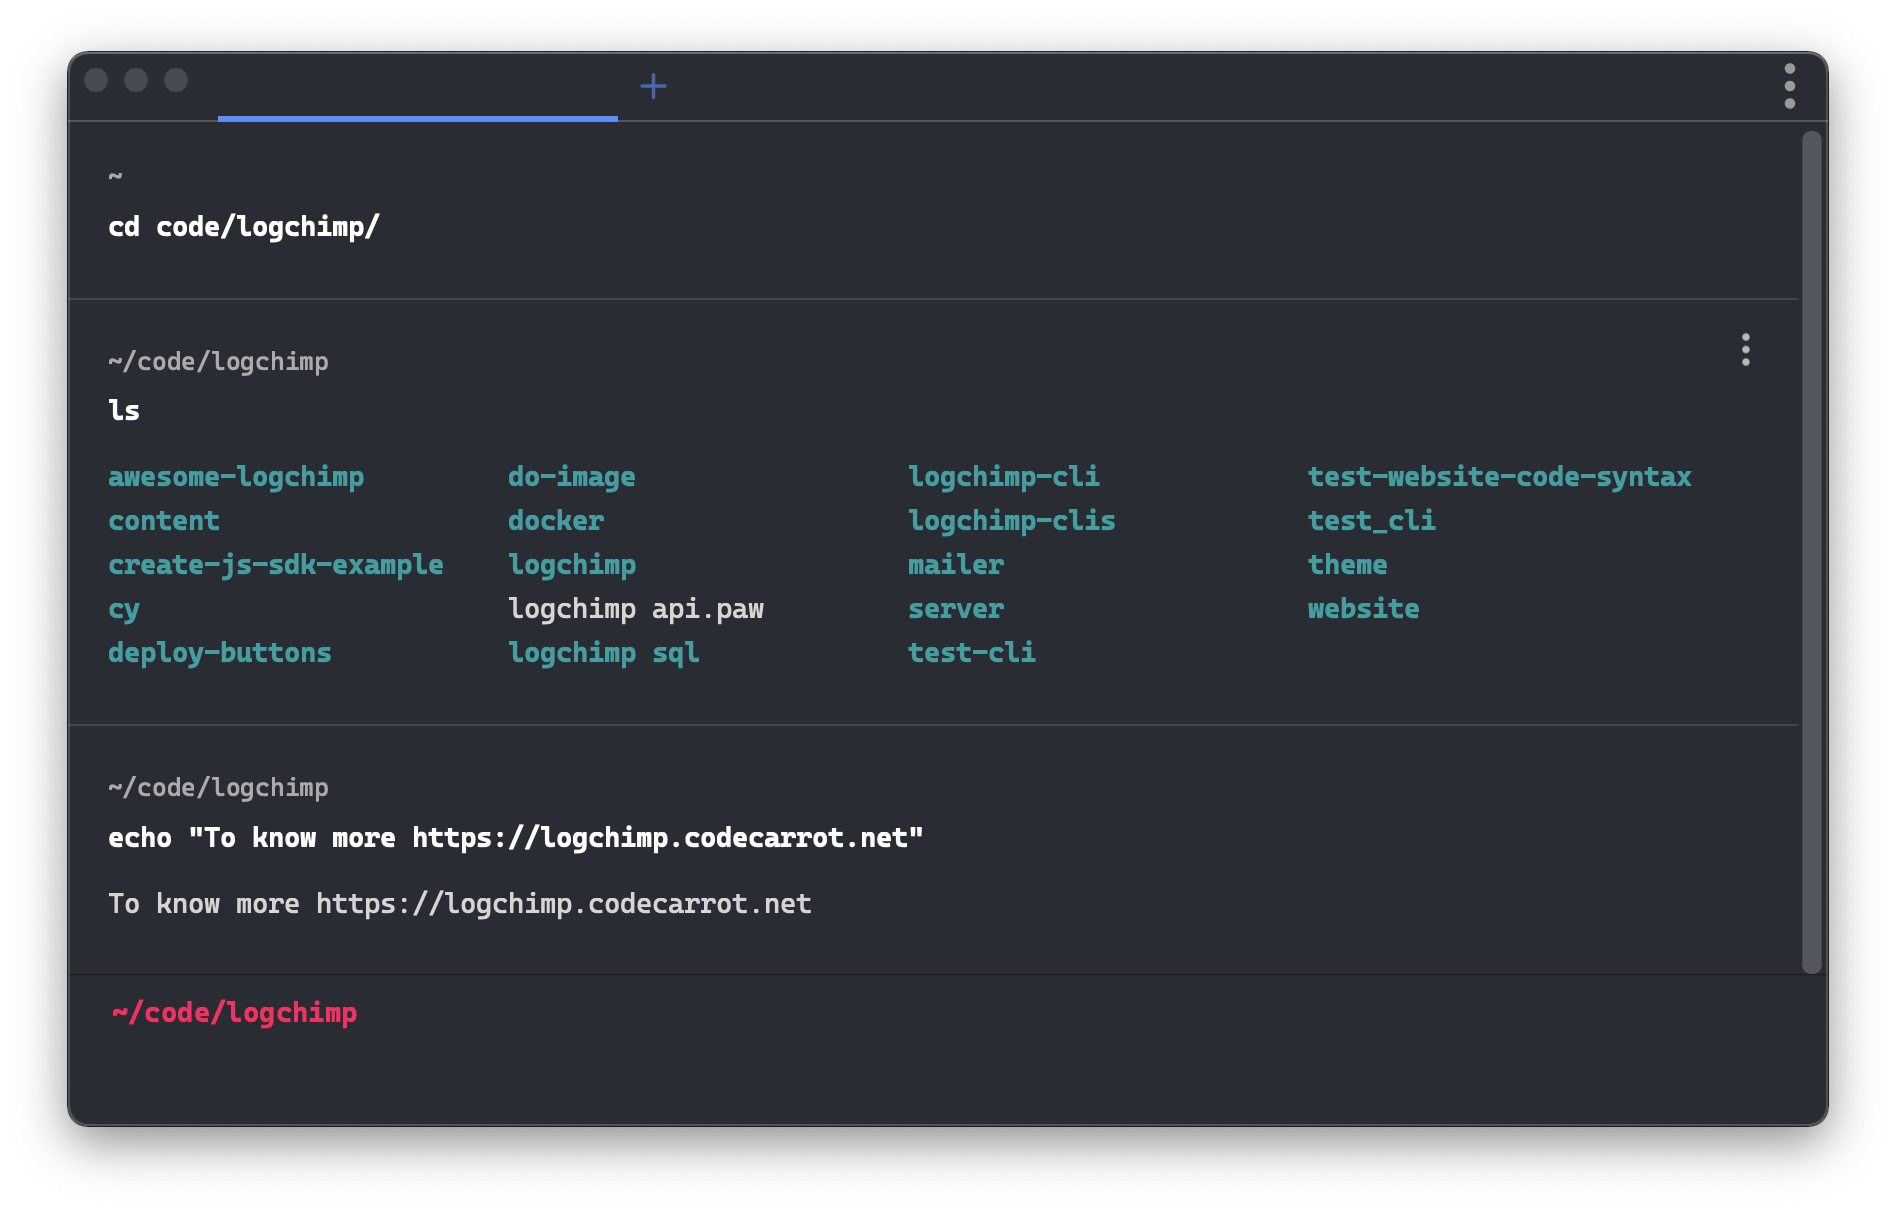 ~
cd code/logchimp/
~/code/logchimp
ls
awesome-logchimp do-image logchimp-cli test-website-code-syntax
content docker logchimp-clis test_cli
create-js-sdk-example logchimp mailer theme
cy logchimp api.paw server website
deploy-buttons logchimp sql test-cli
~/code/logchimp
echo "To know more https://logchimp.codecarrot.net"
To know more https://logchimp.codecarrot.net
~/code/logchimp